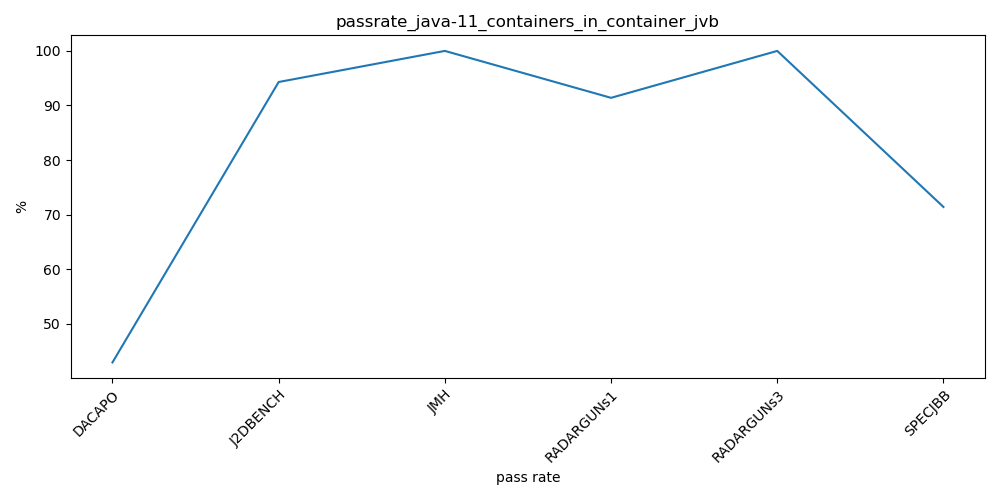 passrate_java-11_containers_in_container_jvb
100
90
80
70
60
50
%
DACAPO
J2DBENCH
JMH
RADARGUNs1
RADARGUNs3
SPECJBB
pass rate